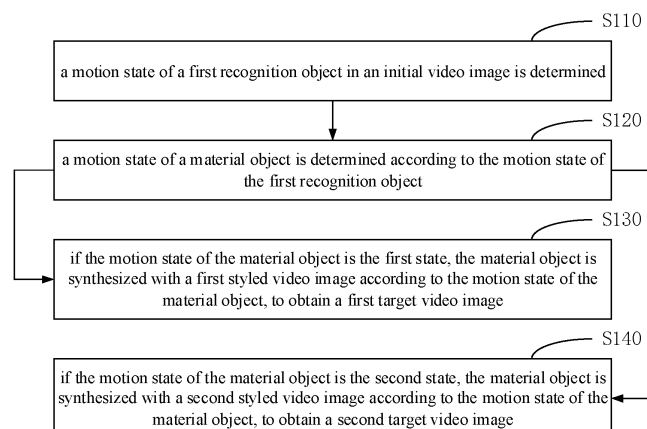 S110
a motion state of a first recognition object in an initial video image is determined
S120
a motion state of a material object is determined according to the motion state of
the first recognition object
S130
if the motion state of the material object is the first state, the material object is
synthesized with a first styled video image according to the motion state of the
material object, to obtain a first target video image
S140
if the motion state of the material object is the second state, the material object is
synthesized with a second styled video image according to the motion state of the
material object, to obtain a second target video image